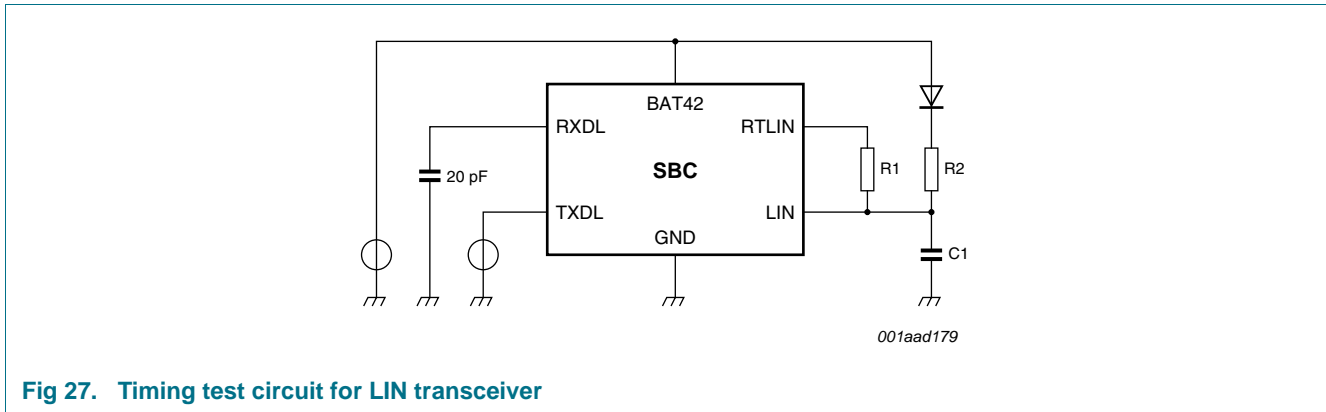 BAT42
RXDL
RTLIN
SBC
R1
R2
20 pF
TXDL
LIN
GND
C1
001aad179
Fig 27. Timing test circuit for LIN transceiver